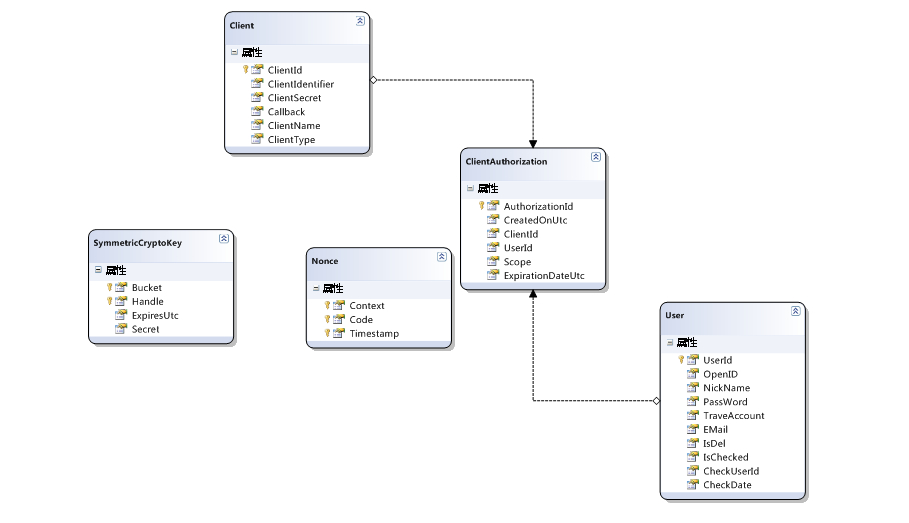 Client
属性
ClientId
ClientIdentifier
ClientSecret
Callback
ClientName
ClientType
ClientAuthorization
属性
AuthorizationId
CreatedOnUtc
ClientId
UserId
Scope
ExpirationDateUtc
SymmetricCryptoKey
属性
Bucket
Handle
ExpiresUtc
Secret
Nonce
属性
Context
Code
Timestamp
User
属性
UserId
OpenID
NickName
PassWord
TraveAccount
EMail
IsDel
IsChecked
CheckUserId
CheckDate